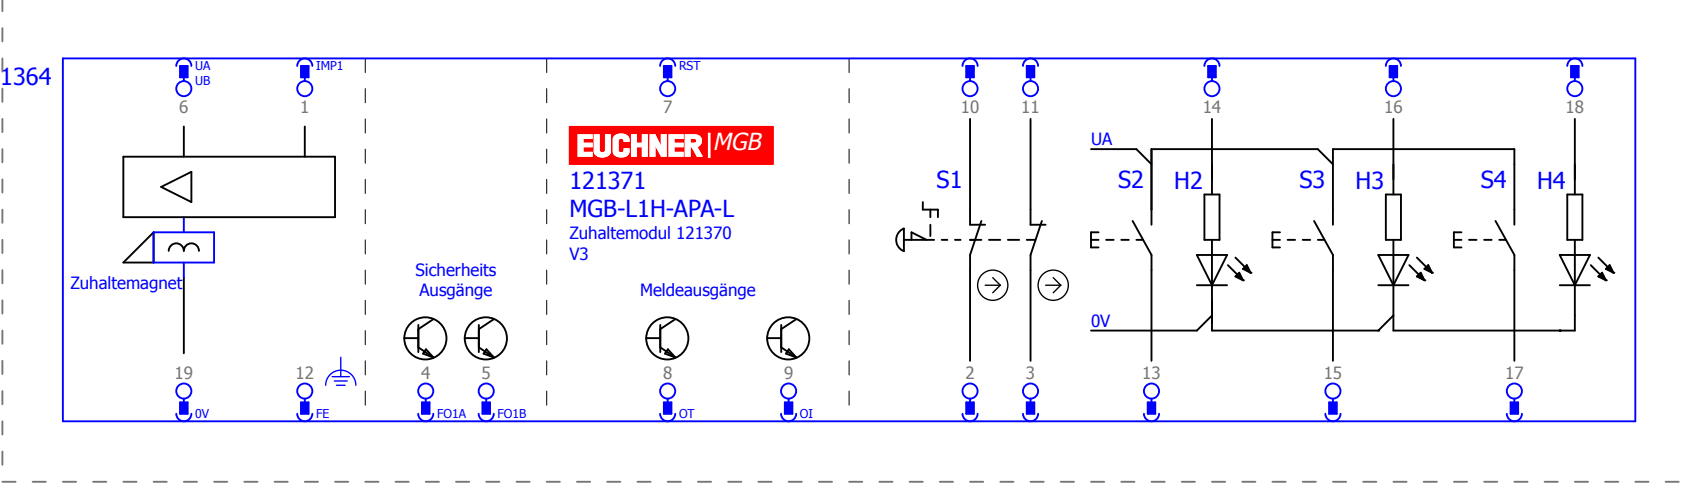 1364
UA
UB
6
IMP1
1
RST
7
10
11
14
16
18
EUCHNER|MGB
121371
MGB-L1H-APA-L
Zuhaltemodul 121370
V3
UA
S1
S2
H2
S3
H3
S4
H4
Zuhaltemagnet
Sicherheits
Ausgänge
Meldeausgänge
0V
19
0V
12
FE
4
FO1A
5
FO1B
8
OT
9
OI
2
3
13
15
17